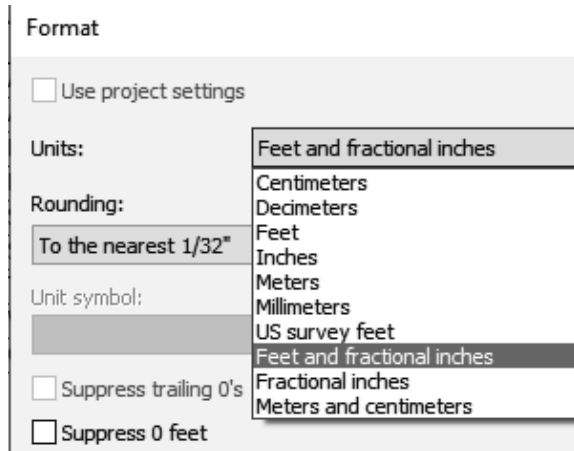 Format
Use project settings
Units:
Feet and fractional inches
Centimeters
Decimeters
Feet
Inches
Meters
Millimeters
US survey feet
Feet and fractional inches
Fractional inches
Meters and centimeters
Rounding:
To the nearest 1/32"
Unit symbol:
Suppress trailing 0's
Suppress 0 feet